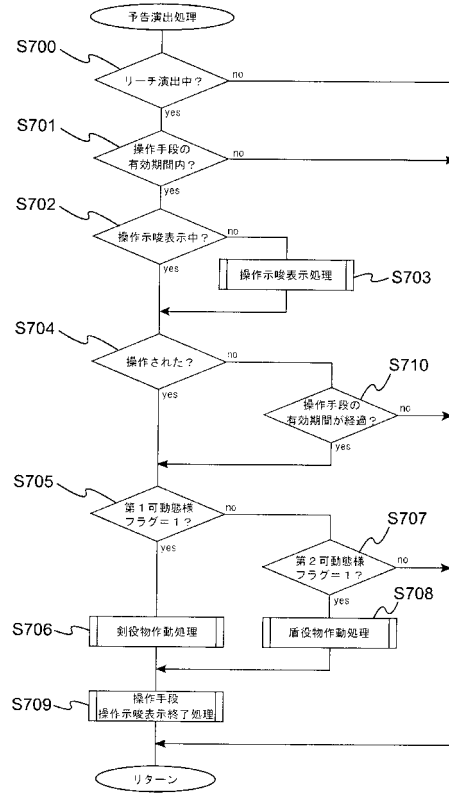 予告演出処理
S700
リーチ演出中？
no
yes
S701
操作手段の
有効期間内？
no
yes
S702
操作示唆表示中？
no
yes
操作示唆表示処理
S703
S704
操作された？
no
yes
S710
操作手段の
有効期間が経過？
no
yes
S705
第１可動態様
フラグ＝１？
no
yes
S707
第２可動態様
フラグ＝１？
no
yes
S706
剣役物作動処理
S708
盾役物作動処理
S709
操作手段
操作示唆表示終了処理
リターン